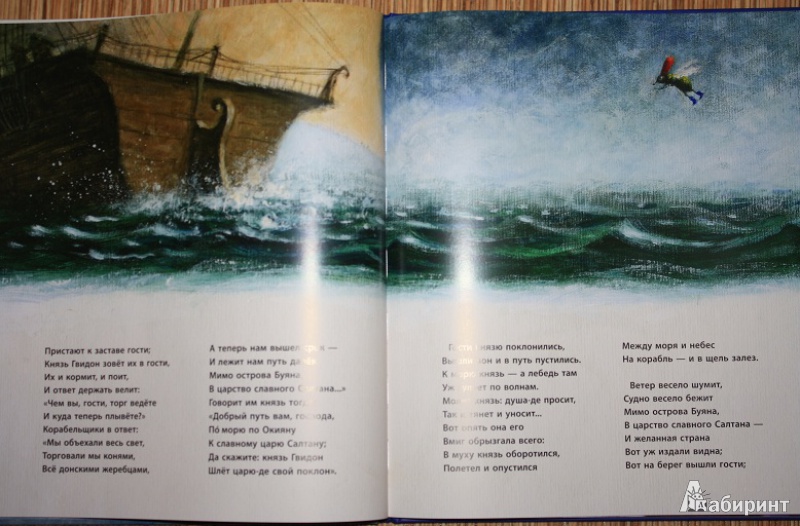 Пристают к заставе гости;
Князь Гвидон зовёт их в гости,
Их и кормит, и поит,
И ответ держать велит:
«Чем вы, гости, торг ведёте
И куда теперь плывёте?»
Корабельщики в ответ:
«Мы объехали весь свет,
Торговали мы конями,
Всё донскими жеребцами,
А теперь нам вышел —
И лежит нам путь
Мимо острова Буяна,
В царство славного Салтана...»
Говорит им князь тог
«Добрый путь вам,
По́ морю по Окияну
К славному царю Салтану;
Да скажите: князь Гвидон
Шлёт царю-де свой поклон».
Гости князю поклонились,
и в путь пустились.
К князь — а лебедь там
Уж по волнам.
князь: душа-де просит,
Так тянет и уносит...
Вот опять она его
Вмиг обрызгала всего:
В муху князь оборотился,
Полетел и опустился
Между моря и небес
На корабль — и в щель залез.
Ветер весело шумит,
Судно весело бежит
Мимо острова Буяна,
В царство славного Салтана —
И желанная страна
Вот уж издали видна;
Вот на берег вышли гости;
Лабиринт